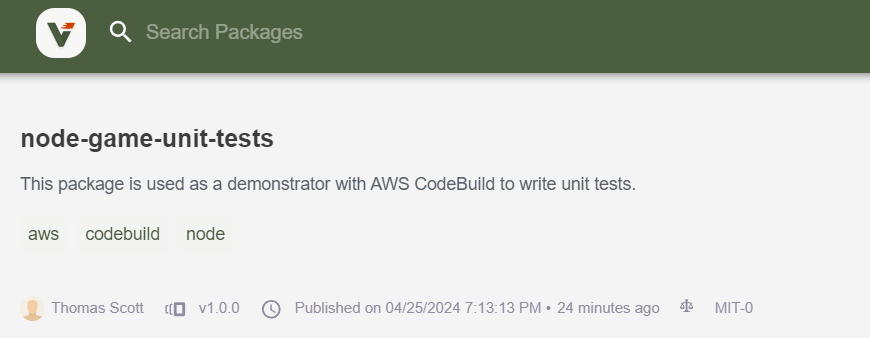 Search Packages
node-game-unit-tests
This package is used as a demonstrator with AWS CodeBuild to write unit tests.
aws codebuild node
Thomas Scott v1.0.0 Published on 04/25/2024 7:13:13 PM • 24 minutes ago MIT-0